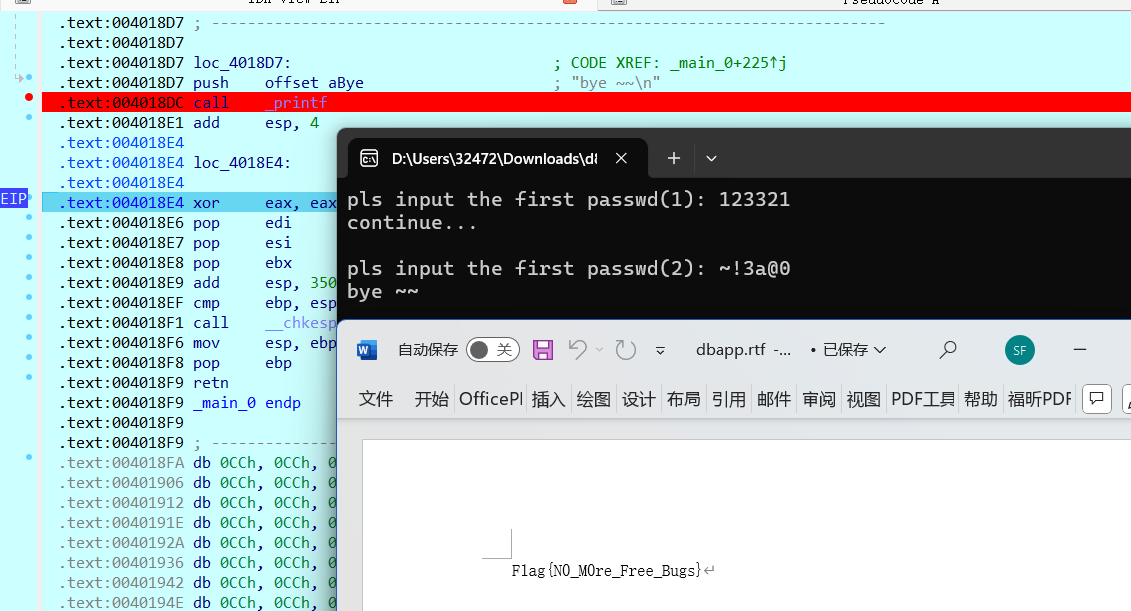 .text:004018D7 ; ---------------------------------------------------------------
.text:004018D7
.text:004018D7 loc_4018D7: ; CODE XREF: _main_0+225↑j
.text:004018D7 push offset aBye ; "bye ~~\n"
.text:004018DC call _printf
.text:004018E1 add esp, 4
.text:004018E4
.text:004018E4 loc_4018E4:
.text:004018E4
EIP .text:004018E4 xor eax, eax
.text:004018E6 pop edi
.text:004018E7 pop esi
.text:004018E8 pop ebx
.text:004018E9 add esp, 350
.text:004018EF cmp ebp, esp
.text:004018F1 call __chkesp
.text:004018F6 mov esp, ebp
.text:004018F8 pop ebp
.text:004018F9 retn
.text:004018F9 _main_0 endp
.text:004018F9
.text:004018F9 ; ---------------
.text:004018FA db 0CCh, 0CCh, 0
.text:00401906 db 0CCh, 0CCh, 0
.text:00401912 db 0CCh, 0CCh, 0
.text:0040191E db 0CCh, 0CCh, 0
.text:0040192A db 0CCh, 0CCh, 0
.text:00401936 db 0CCh, 0CCh, 0
.text:00401942 db 0CCh, 0CCh, 0
.text:0040194E db 0CCh, 0CCh, 0
D:\Users\32472\Downloads\d8
pls input the first passwd(1): 123321
continue...
pls input the first passwd(2): ~!3a@0
bye ~~
自动保存 关 dbapp.rtf -... • 已保存 SF
文件 开始 OfficePl 插入 绘图 设计 布局 引用 邮件 审阅 视图 PDF工具 帮助 福昕PDF
Flag{N0_M0re_Free_Bugs}↵